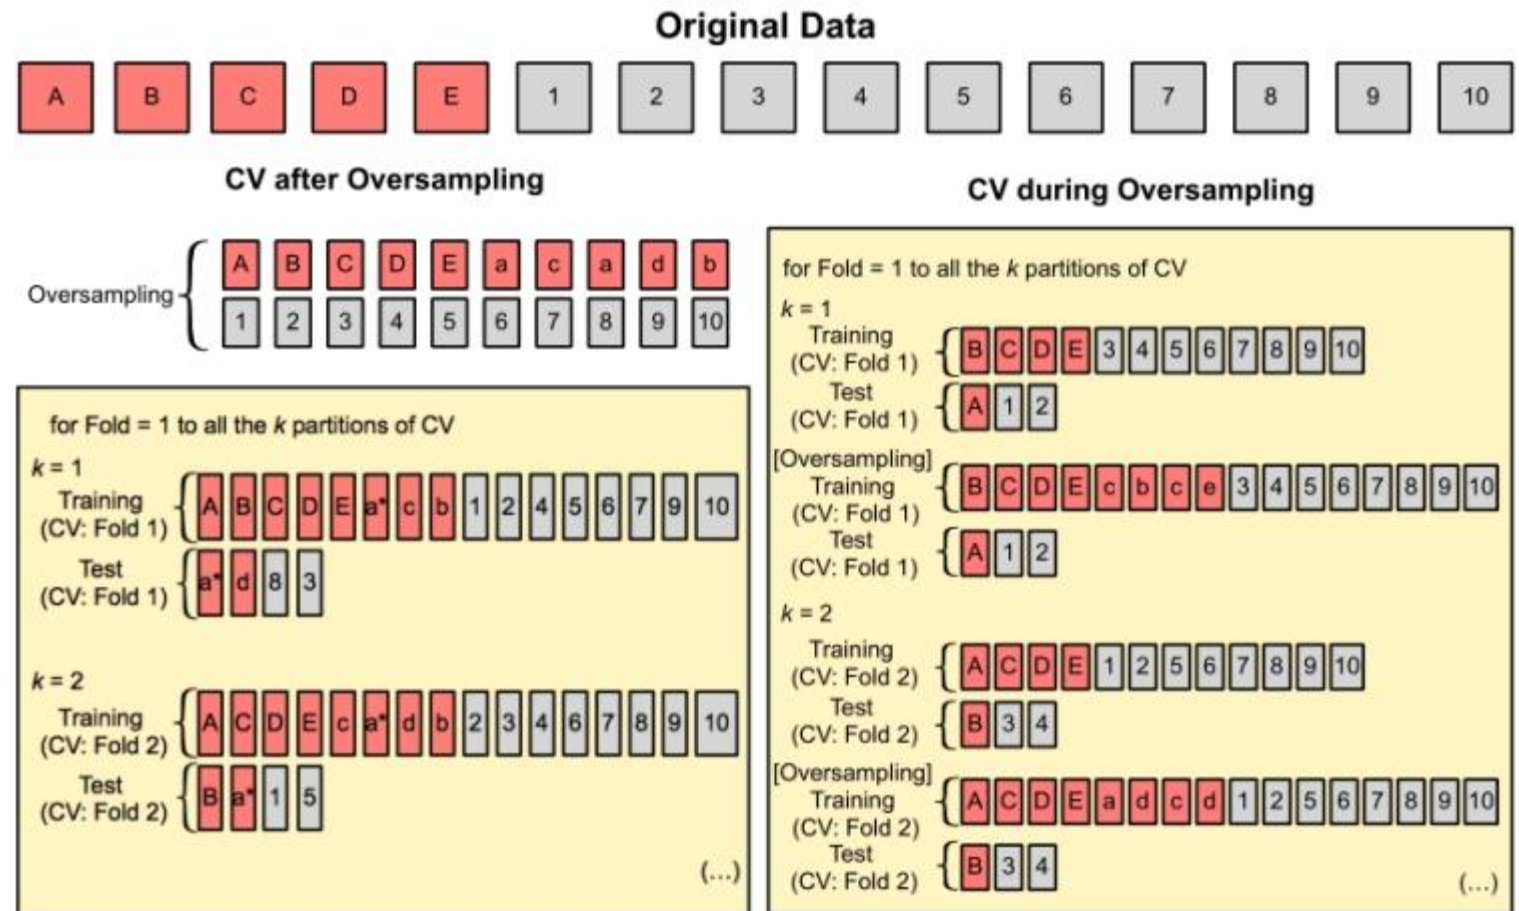 Original Data
A B C D E 1 2 3 4 5 6 7 8 9 10
CV after Oversampling
Oversampling
A B C D E a c a d b
1 2 3 4 5 6 7 8 9 10
for Fold = 1 to all the k partitions of CV
k = 1
Training
(CV: Fold 1)
A B C D E a* c b 1 2 4 5 6 7 9 10
Test
(CV: Fold 1)
a* d 8 3
k = 2
Training
(CV: Fold 2)
A C D E c a* d b 2 3 4 6 7 8 9 10
Test
(CV: Fold 2)
B a* 1 5
(...)
CV during Oversampling
for Fold = 1 to all the k partitions of CV
k = 1
Training
(CV: Fold 1)
B C D E 3 4 5 6 7 8 9 10
Test
(CV: Fold 1)
A 1 2
[Oversampling]
Training
(CV: Fold 1)
B C D E c b c e 3 4 5 6 7 8 9 10
Test
(CV: Fold 1)
A 1 2
k = 2
Training
(CV: Fold 2)
A C D E 1 2 5 6 7 8 9 10
Test
(CV: Fold 2)
B 3 4
[Oversampling]
Training
(CV: Fold 2)
A C D E a d c d 1 2 5 6 7 8 9 10
Test
(CV: Fold 2)
B 3 4
(...)